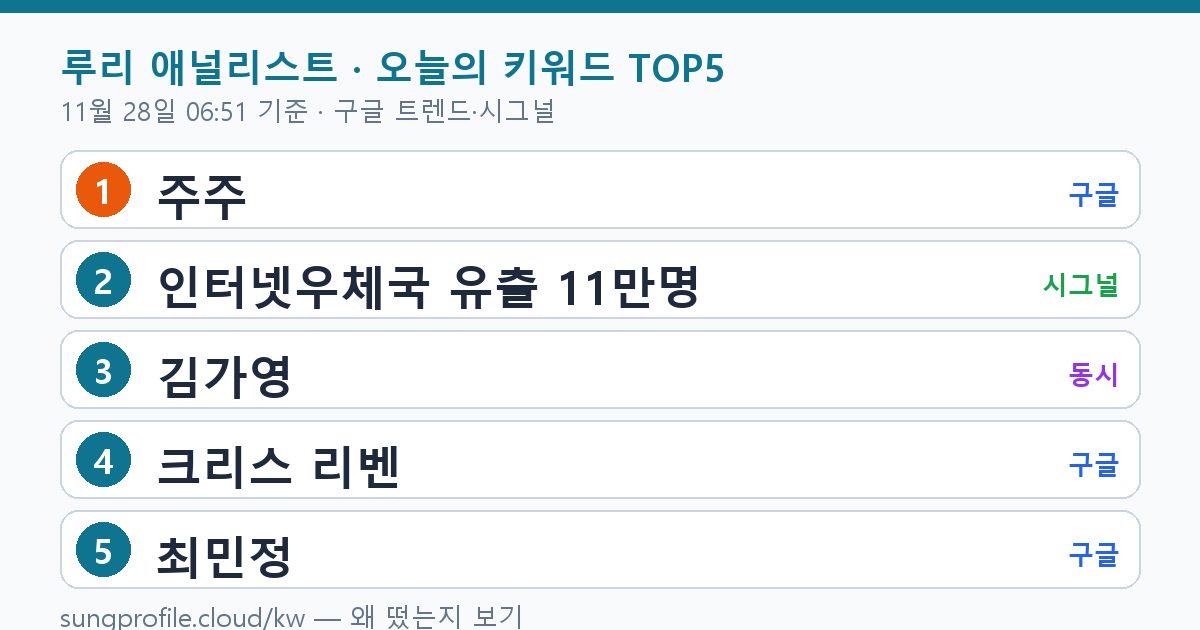 루리 애널리스트 · 오늘의 키워드 TOP5
11월 28일 06:51 기준 · 구글 트렌드·시그널
1 주주 구글
2 인터넷우체국 유출 11만명 시그널
3 김가영 동시
4 크리스 리벤 구글
5 최민정 구글
sungprofile.cloud/kw — 왜 떴는지 보기